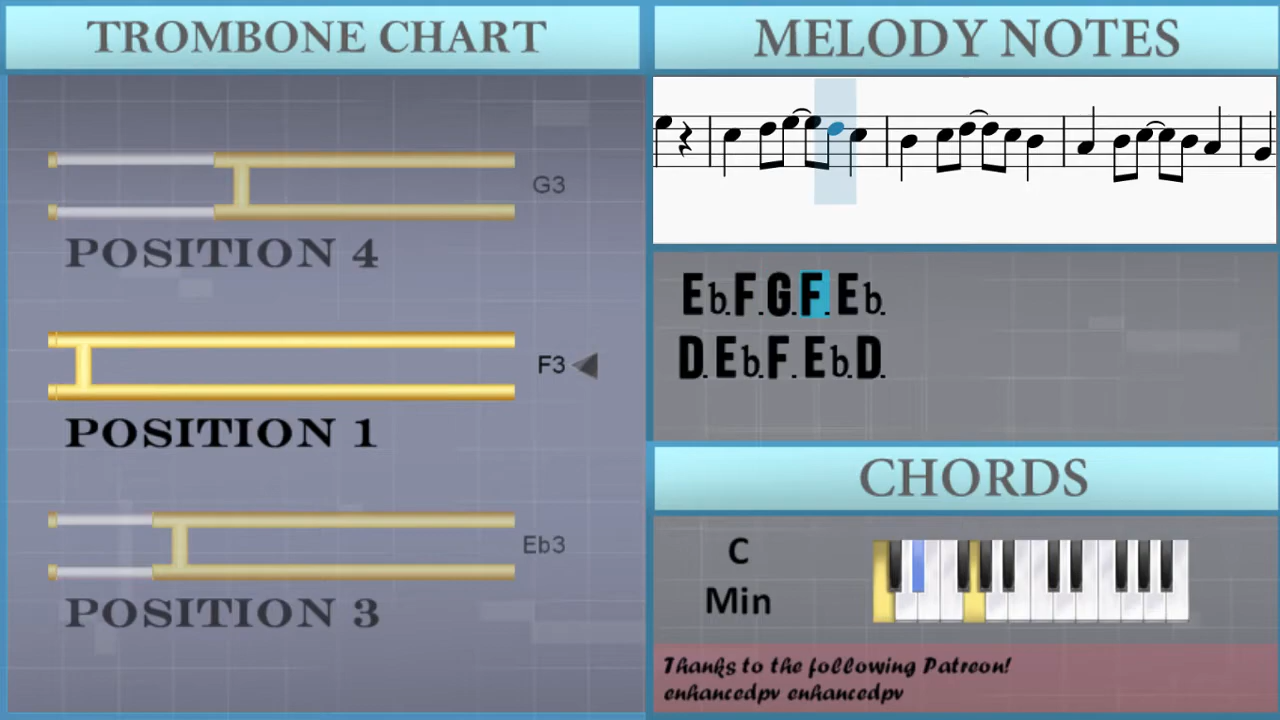 TROMBONE CHART
G3
POSITION 4
F3
POSITION 1
Eb3
POSITION 3
MELODY NOTES
Eb.F.G.F.Eb.
D.Eb.F.Eb.D.
CHORDS
C
Min
Thanks to the following Patreon!
enhancedpv enhancedpv